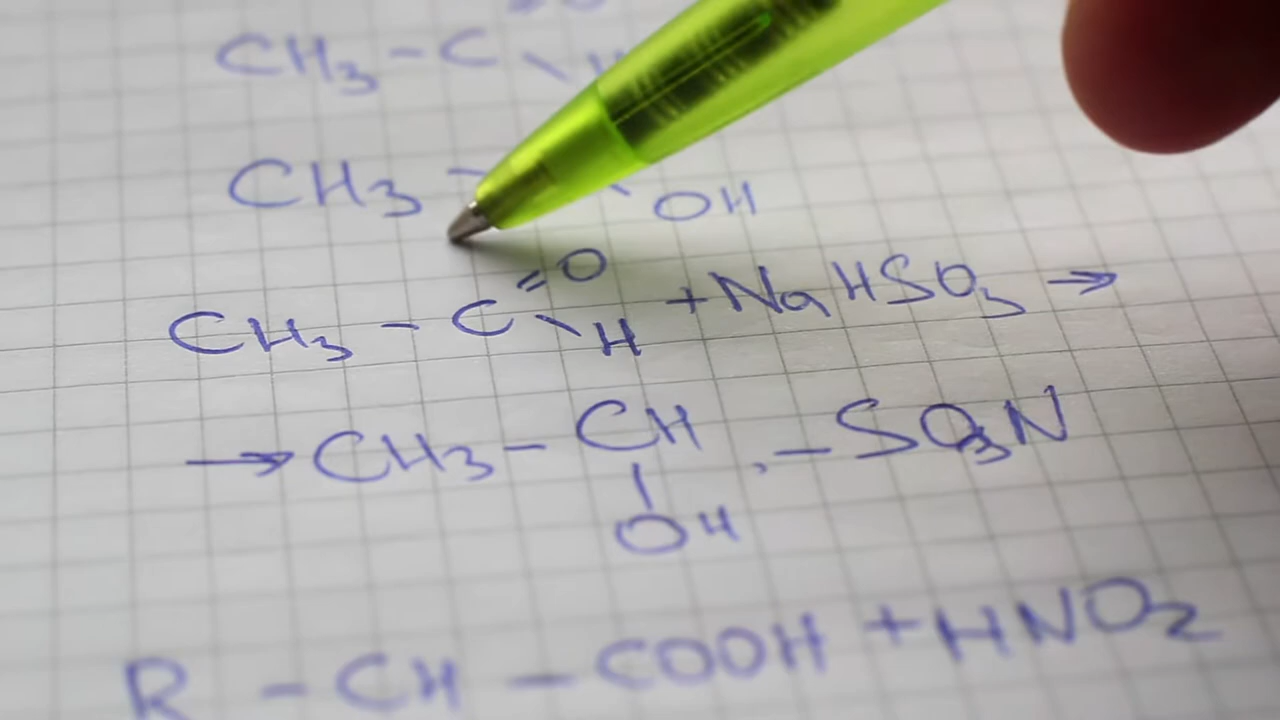 CH3 - C
CH3 - OH
CH3 - C =O \ H + NaHSO3 →
→ CH3 - CH - SO3N
OH
R - CH - COOH + HNO2